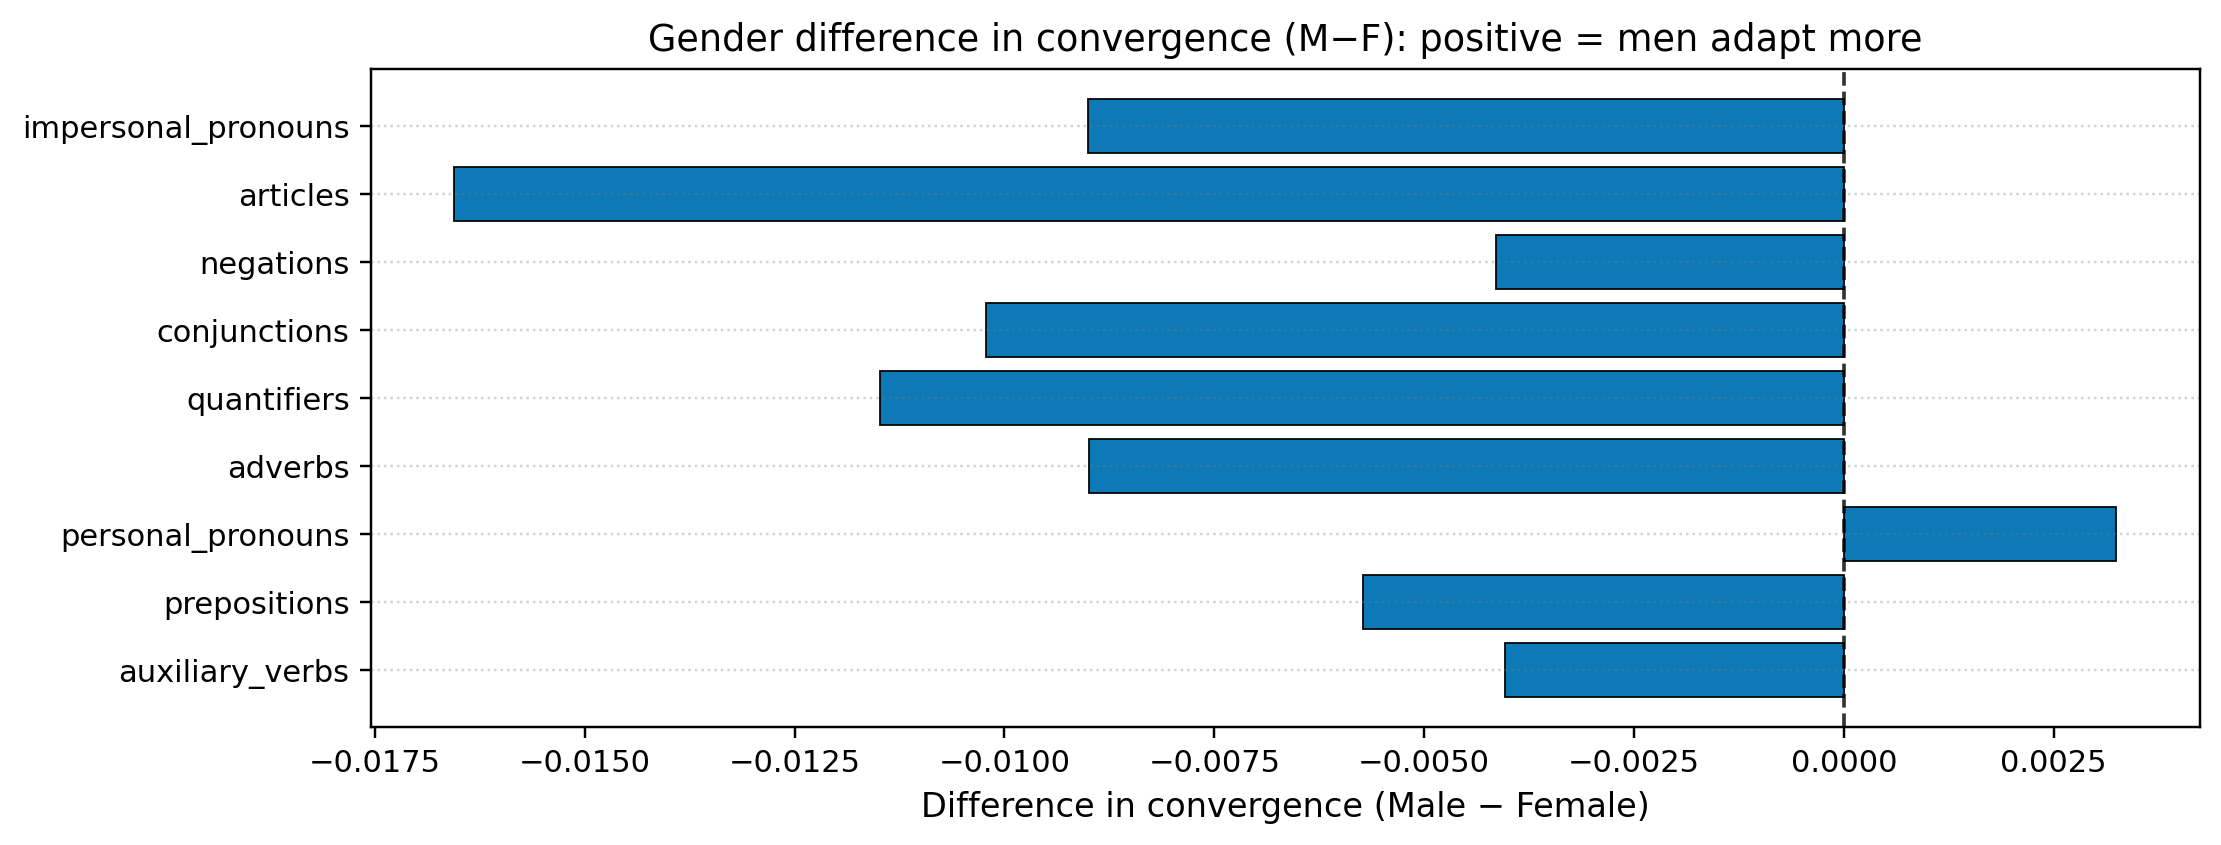 Gender difference in convergence (M−F): positive = men adapt more
impersonal_pronouns
articles
negations
conjunctions
quantifiers
adverbs
personal_pronouns
prepositions
auxiliary_verbs
−0.0175 −0.0150 −0.0125 −0.0100 −0.0075 −0.0050 −0.0025 0.0000 0.0025
Difference in convergence (Male − Female)